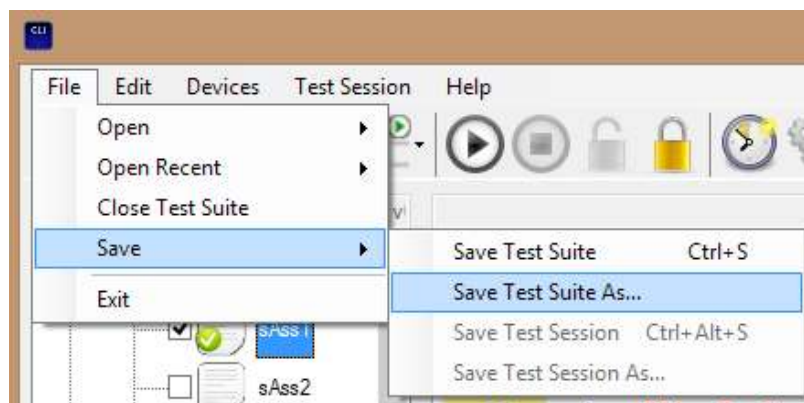 CLI
File Edit Devices Test Session Help
Open
Open Recent
Close Test Suite
Save
Save Test Suite Ctrl+S
Exit
Save Test Suite As...
sAss1
Save Test Session Ctrl+Alt+S
sAss2
Save Test Session As...